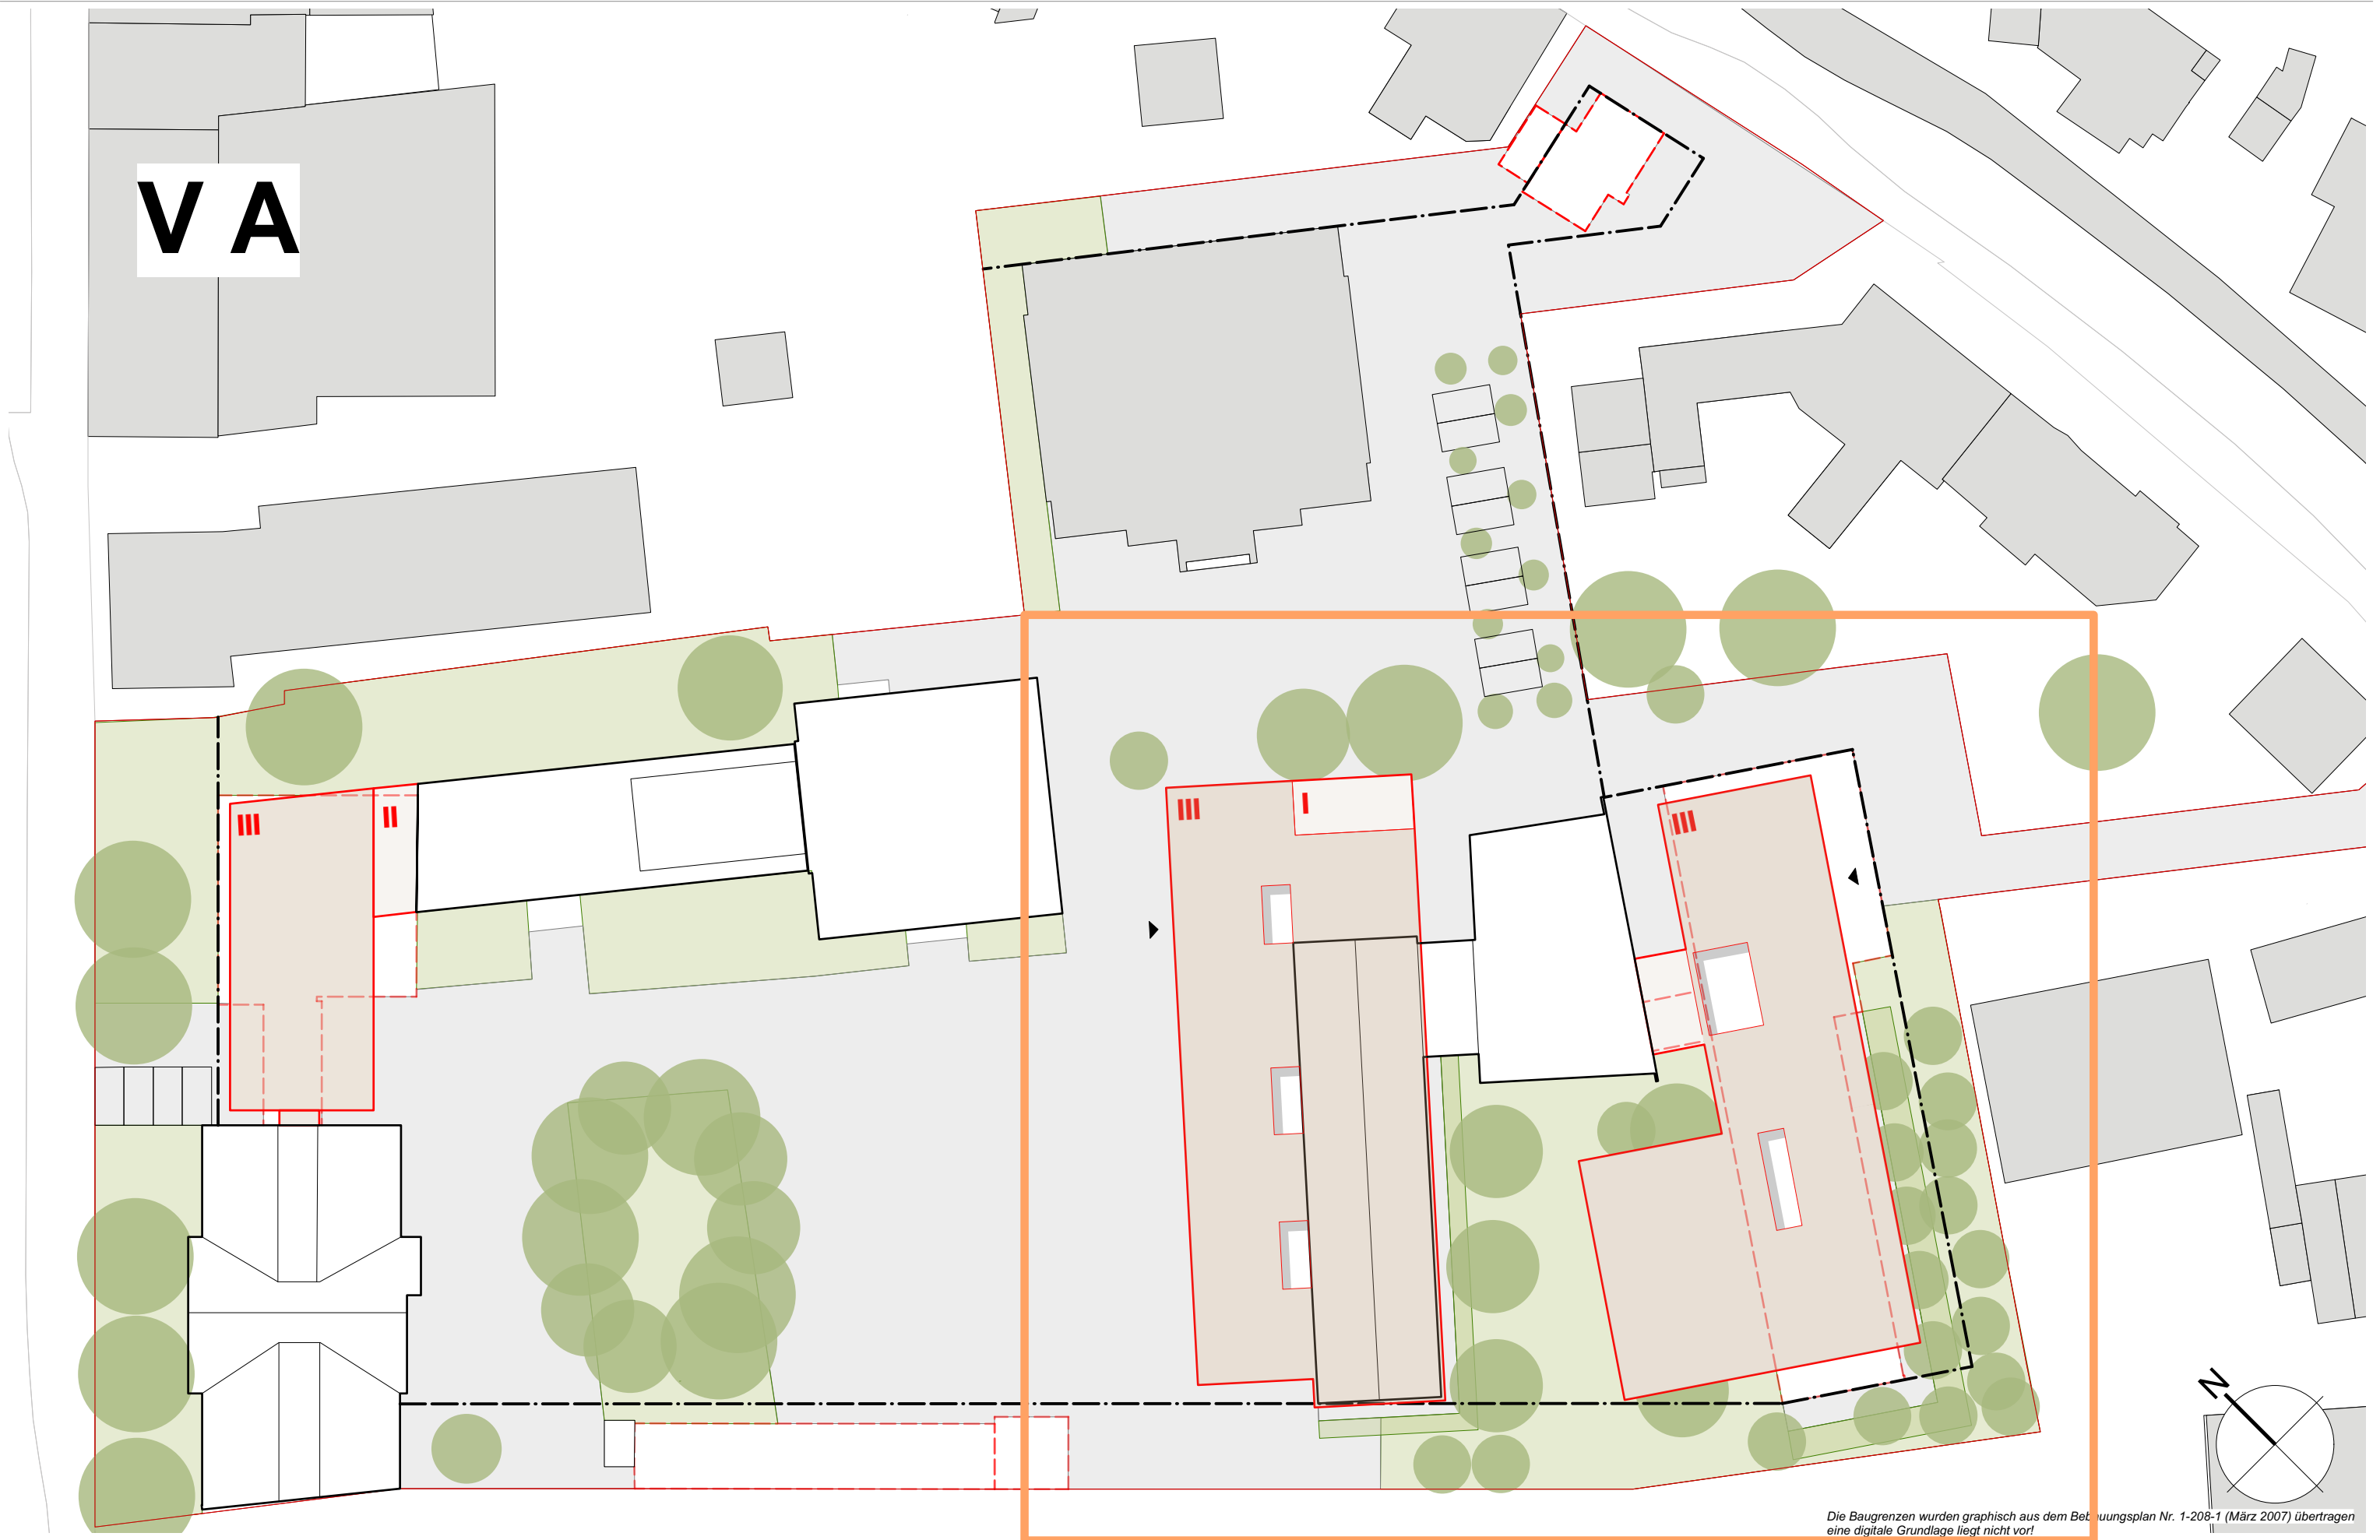 V A
III
II
III
I
III
N
Die Baugrenzen wurden graphisch aus dem Bebauungsplan Nr. 1-208-1 (März 2007) übertragen
eine digitale Grundlage liegt nicht vor!